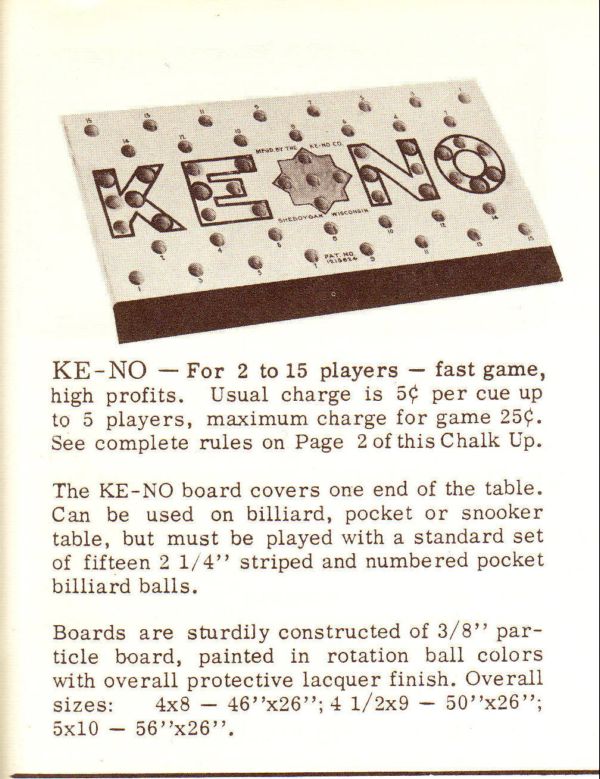 KE NO
MFGD. BY THE KE-NO CO.
SHEBOYGAN WISCONSIN
PAT. NO.
KE-NO — For 2 to 15 players — fast game,
high profits. Usual charge is 5¢ per cue up
to 5 players, maximum charge for game 25¢.
See complete rules on Page 2 of this Chalk Up.
The KE-NO board covers one end of the table.
Can be used on billiard, pocket or snooker
table, but must be played with a standard set
of fifteen 2 1/4’’ striped and numbered pocket
billiard balls.
Boards are sturdily constructed of 3/8’’ par-
ticle board, painted in rotation ball colors
with overall protective lacquer finish. Overall
sizes: 4x8 — 46’’x26’’; 4 1/2x9 — 50’’x26’’;
5x10 — 56’’x26’’.